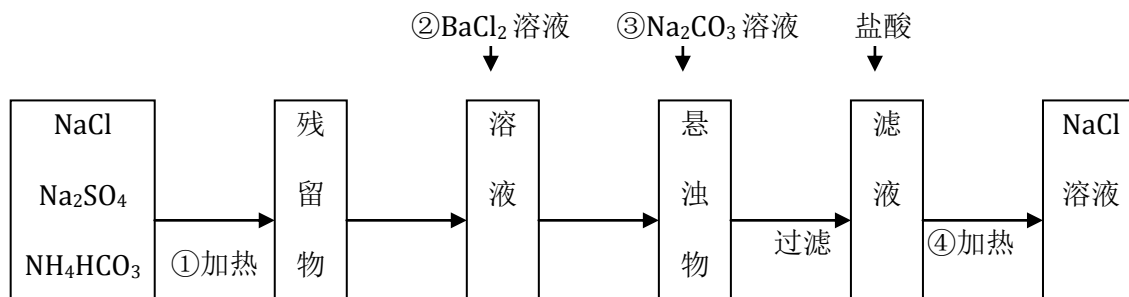 ②BaCl₂溶液 ③Na₂CO₃溶液 盐酸
NaCl
Na₂SO₄
NH₄HCO₃
①加热
残
留
物
溶
液
悬
浊
物
过滤
滤
液
④加热
NaCl
溶液